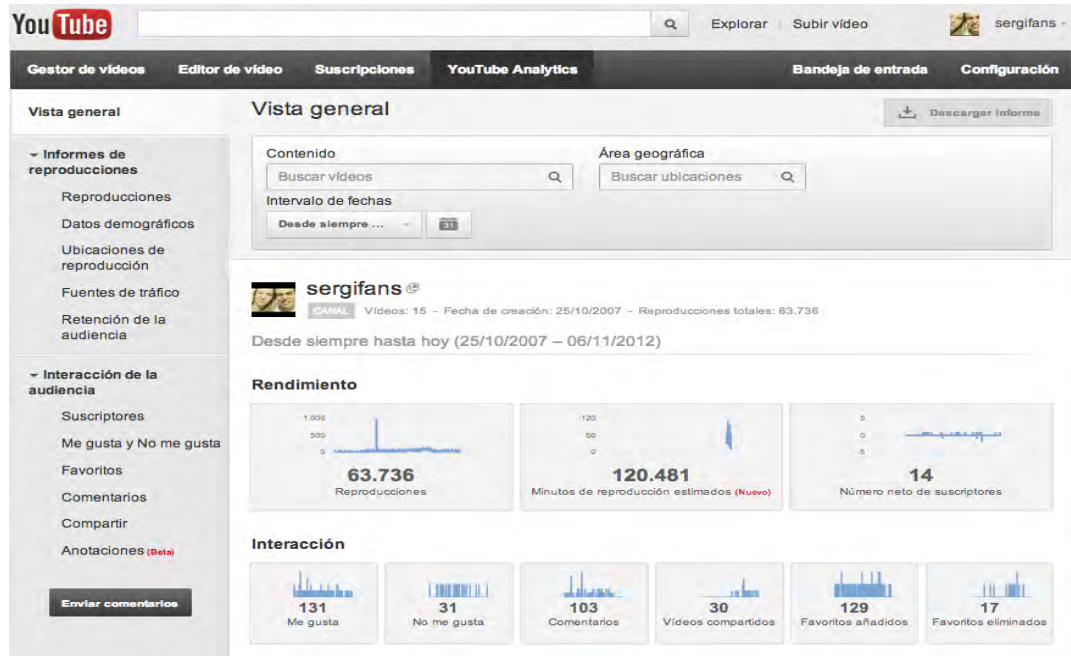 YouTube
Explorar
Subir vídeo
sergifans
Gestor de vídeos
Editor de vídeo
Suscripciones
YouTube Analytics
Bandeja de entrada
Configuración
Vista general
Informes de
reproducciones
Reproducciones
Datos demográficos
Ubicaciones de
reproducción
Fuentes de tráfico
Retención de la
audiencia
Interacción de la
audiencia
Suscriptores
Me gusta y No me gusta
Favoritos
Comentarios
Compartir
Anotaciones (Beta)
Enviar comentarios
Vista general
Descargar informe
Contenido
Buscar vídeos
Área geográfica
Buscar ubicaciones
Intervalo de fechas
Desde siempre ...
31
sergifans
CANAL Vídeos: 15 - Fecha de creación: 25/10/2007 - Reproducciones totales: 63.736
Desde siempre hasta hoy (25/10/2007 – 06/11/2012)
Rendimiento
1.000
500
0
63.736
Reproducciones
120
60
0
120.481
Minutos de reproducción estimados (Nuevo)
5
0
-5
14
Número neto de suscriptores
Interacción
131
Me gusta
31
No me gusta
103
Comentarios
30
Vídeos compartidos
129
Favoritos añadidos
17
Favoritos eliminados